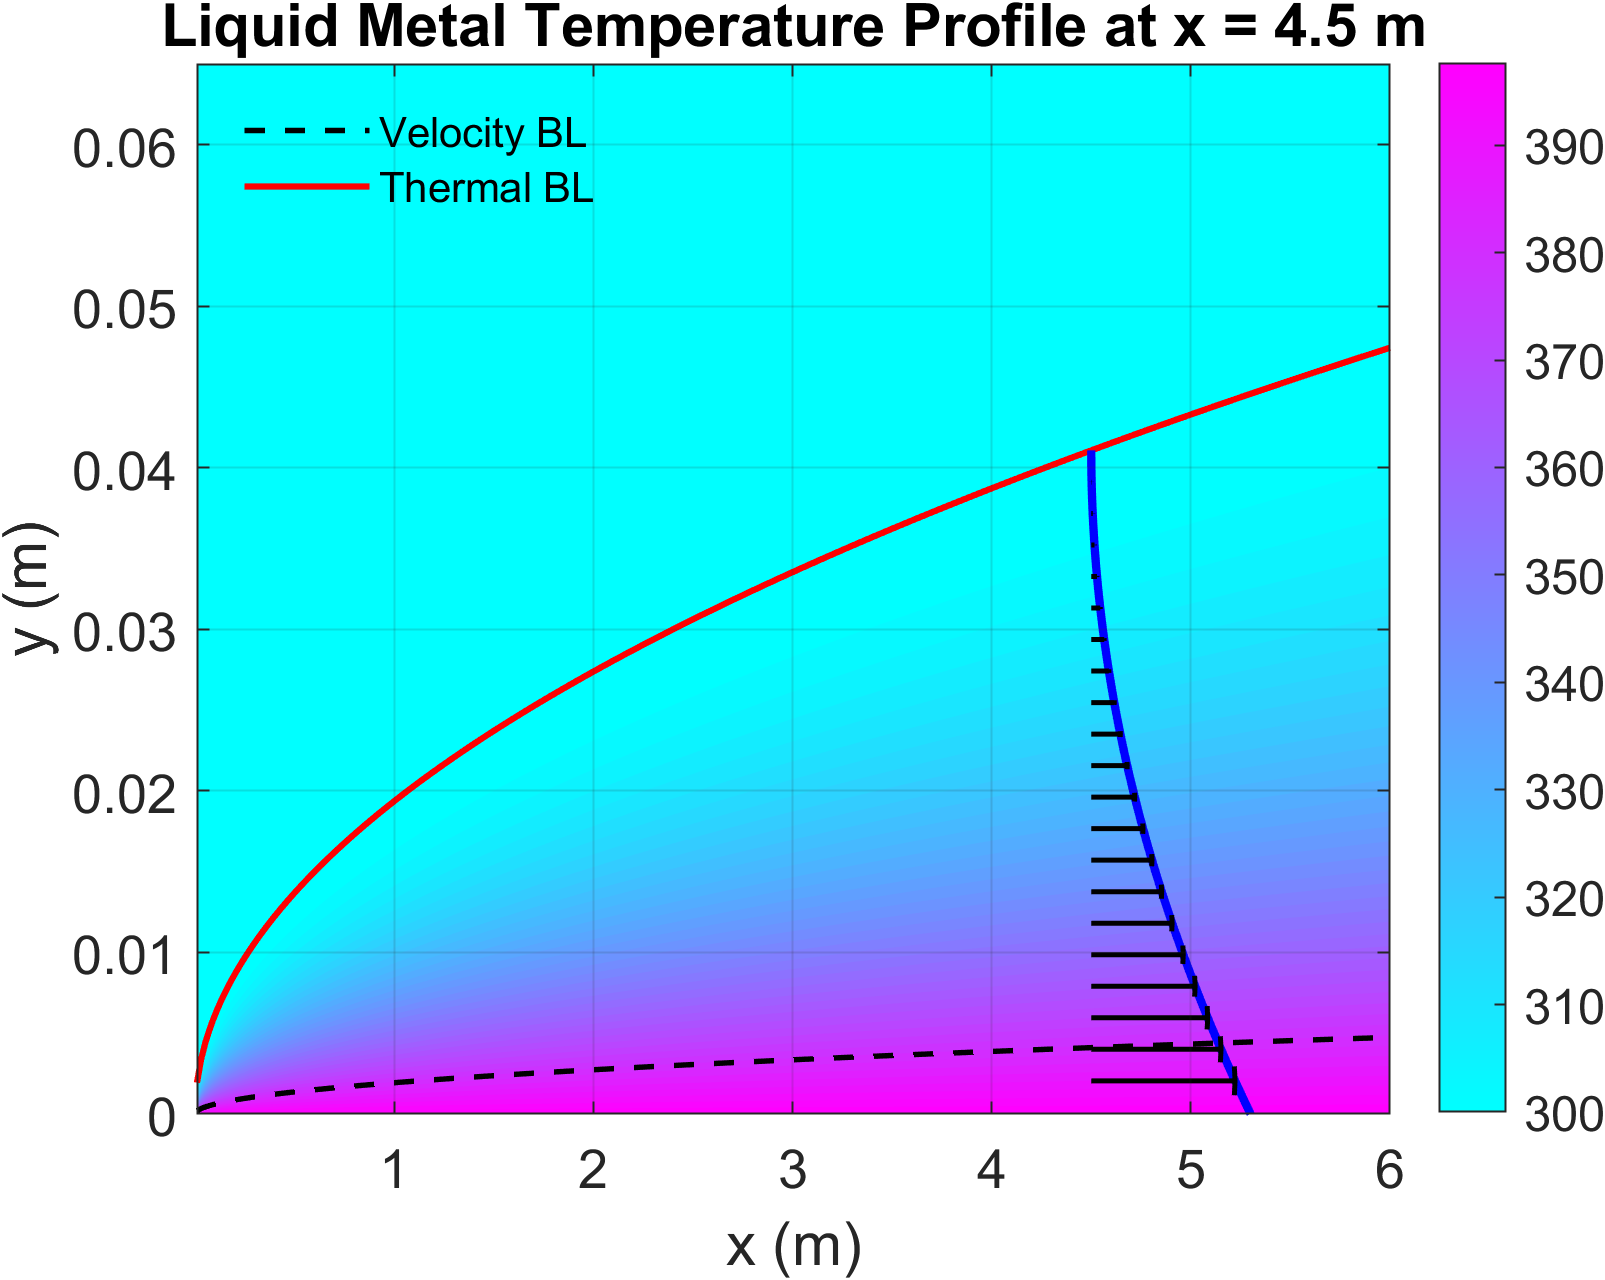 Liquid Metal Temperature Profile at x = 4.5 m
Velocity BL
Thermal BL
0.06
0.05
0.04
0.03
0.02
0.01
0
y (m)
1 2 3 4 5 6
x (m)
390
380
370
360
350
340
330
320
310
300